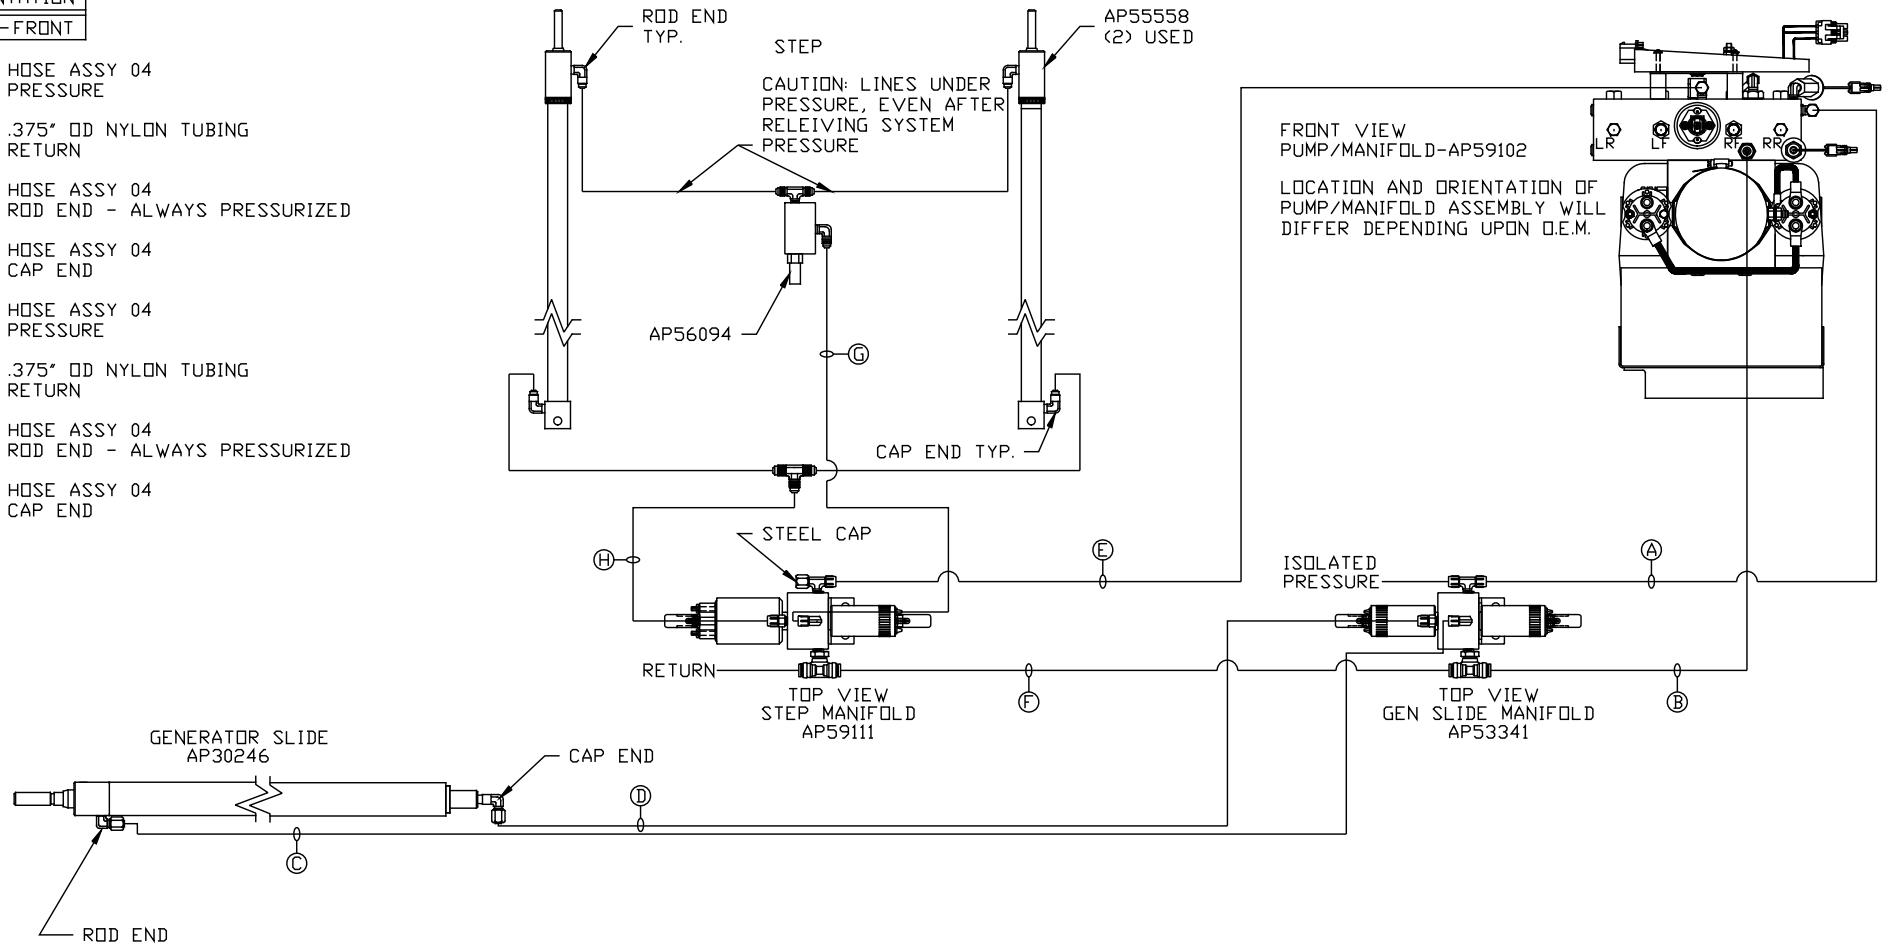 -FRONT
HOSE ASSY 04
PRESSURE
.375" OD NYLON TUBING
RETURN
HOSE ASSY 04
ROD END - ALWAYS PRESSURIZED
HOSE ASSY 04
CAP END
HOSE ASSY 04
PRESSURE
.375" OD NYLON TUBING
RETURN
HOSE ASSY 04
ROD END - ALWAYS PRESSURIZED
HOSE ASSY 04
CAP END
ROD END
TYP.
STEP
CAUTION: LINES UNDER
PRESSURE, EVEN AFTER
RELEIVING SYSTEM
PRESSURE
AP55558
(2) USED
AP56094
G
CAP END TYP.
FRONT VIEW
PUMP/MANIFOLD-AP59102
LOCATION AND ORIENTATION OF
PUMP/MANIFOLD ASSEMBLY WILL
DIFFER DEPENDING UPON O.E.M.
LR LF RF RR
H
STEEL CAP
E
ISOLATED
PRESSURE
A
RETURN
F
B
TOP VIEW
STEP MANIFOLD
AP59111
TOP VIEW
GEN SLIDE MANIFOLD
AP53341
GENERATOR SLIDE
AP30246
CAP END
D
C
ROD END